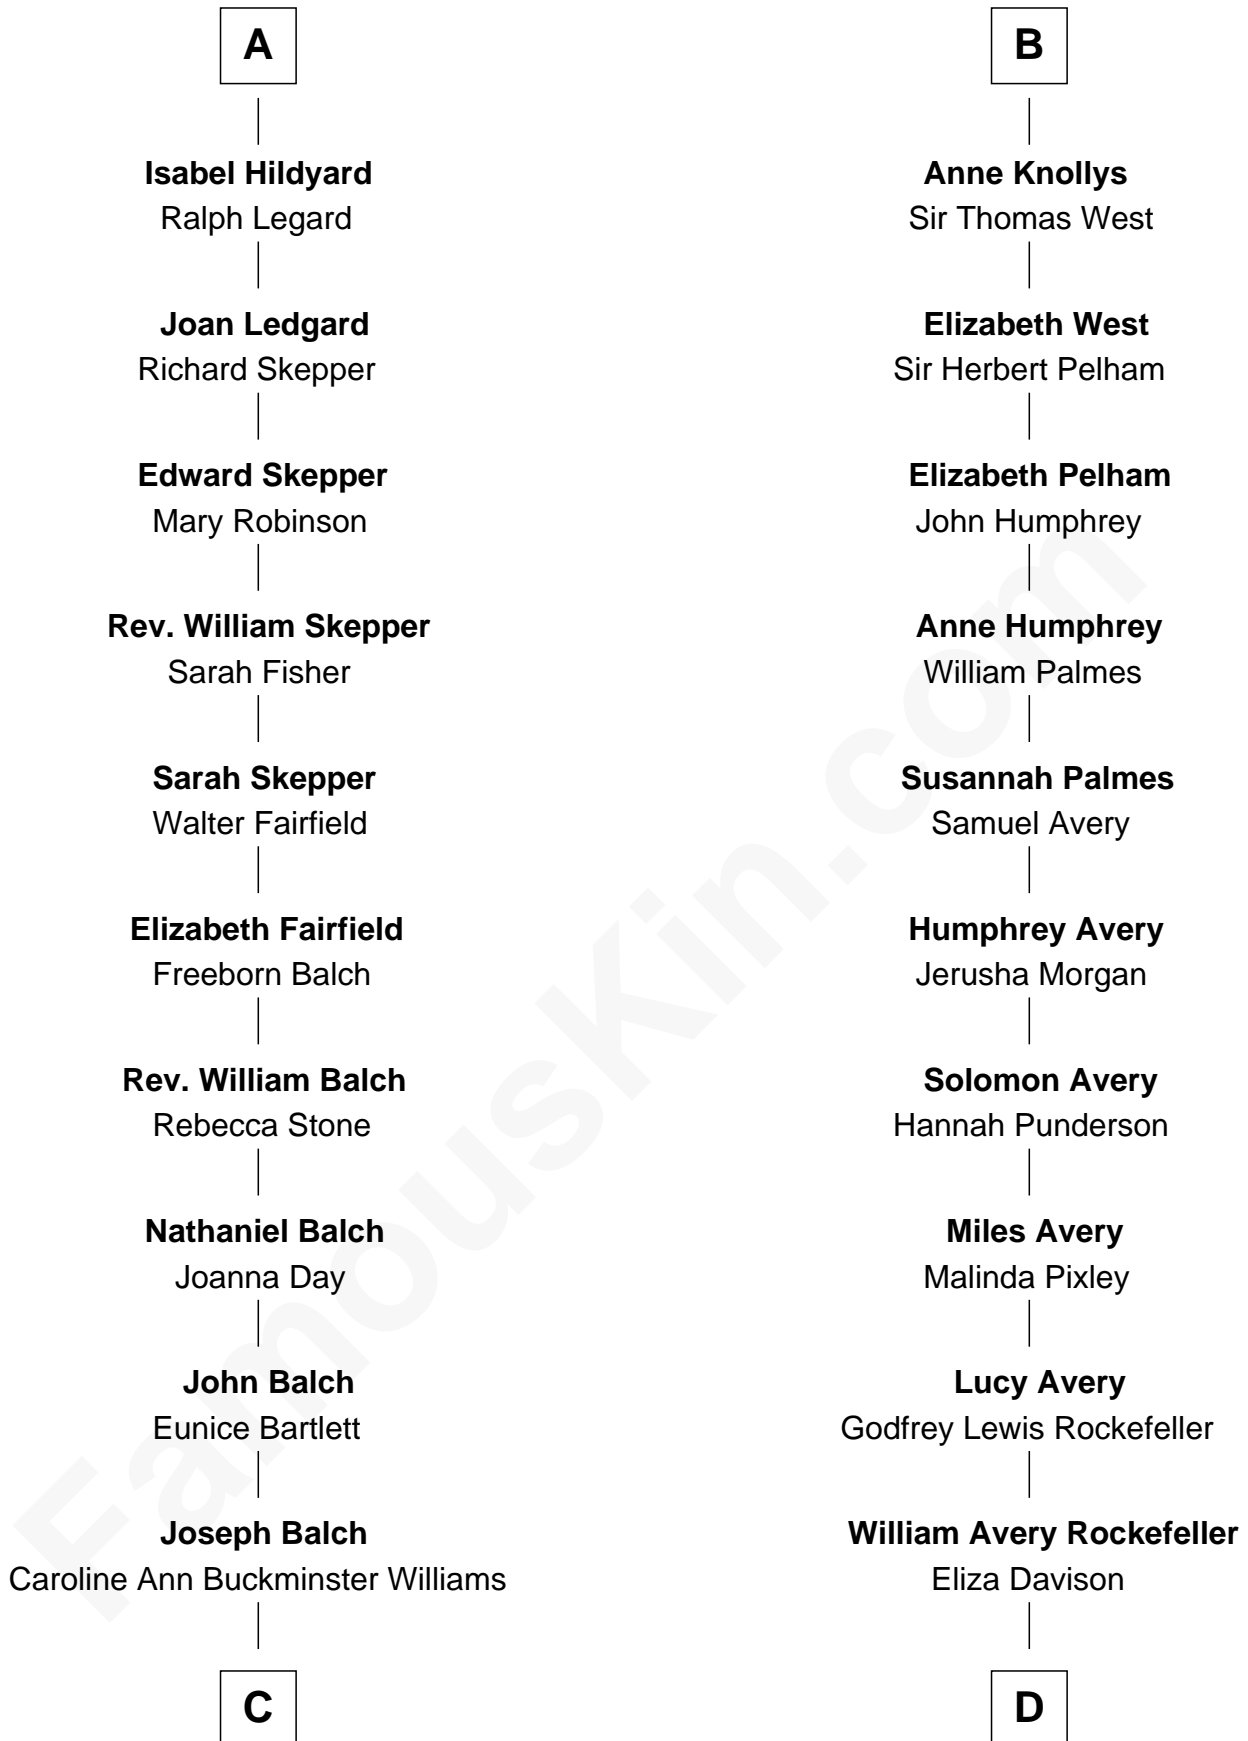 A
Isabel Hildyard
Ralph Legard
Joan Ledgard
Richard Skepper
Edward Skepper
Mary Robinson
Rev. William Skepper
Sarah Fisher
Sarah Skepper
Walter Fairfield
Elizabeth Fairfield
Freeborn Balch
Rev. William Balch
Rebecca Stone
Nathaniel Balch
Joanna Day
John Balch
Eunice Bartlett
Joseph Balch
Caroline Ann Buckminster Williams
C
B
Anne Knollys
Sir Thomas West
Elizabeth West
Sir Herbert Pelham
Elizabeth Pelham
John Humphrey
Anne Humphrey
William Palmes
Susannah Palmes
Samuel Avery
Humphrey Avery
Jerusha Morgan
Solomon Avery
Hannah Punderson
Miles Avery
Malinda Pixley
Lucy Avery
Godfrey Lewis Rockefeller
William Avery Rockefeller
Eliza Davison
D
FamousKin.com